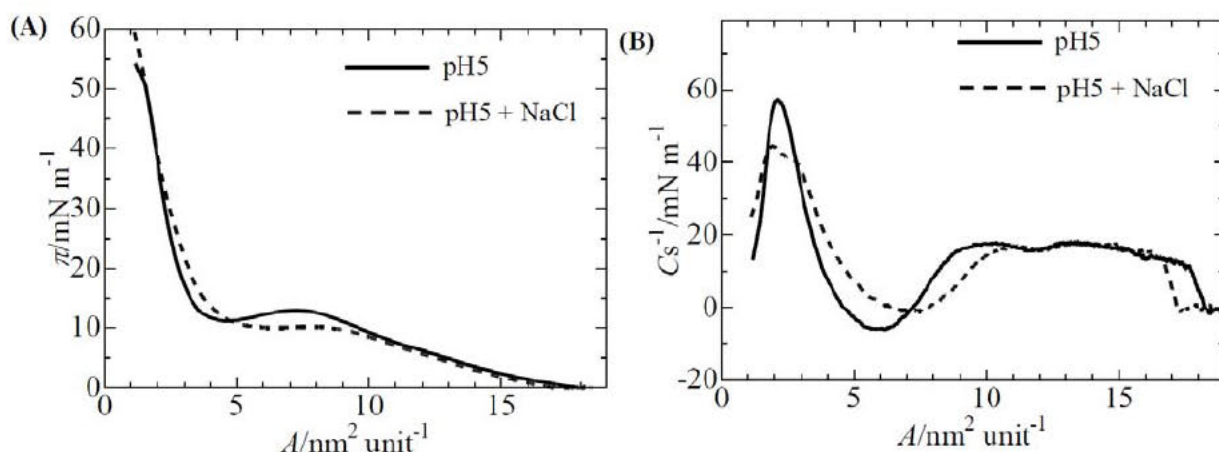 (A)
60
50
40
30
20
10
0
π/mN m⁻¹
pH5
pH5 + NaCl
0 5 10 15
A/nm² unit⁻¹
(B)
60
40
20
0
-20
Cs⁻¹/mN m⁻¹
pH5
pH5 + NaCl
0 5 10 15
A/nm² unit⁻¹